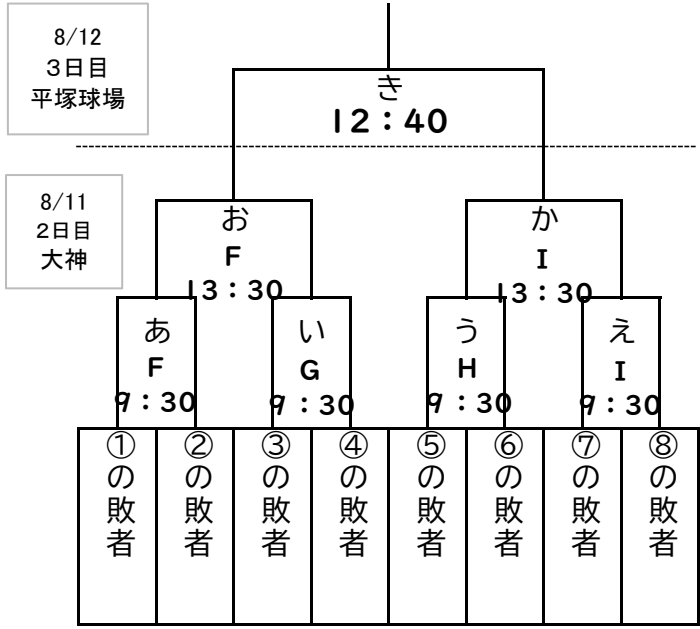 8/12
3日目
平塚球場
き
12：40
8/11
2日目
大神
お
F
13：30
か
I
13：30
あ
F
9：30
い
G
9：30
う
H
9：30
え
I
9：30
①の敗者
②の敗者
③の敗者
④の敗者
⑤の敗者
⑥の敗者
⑦の敗者
⑧の敗者